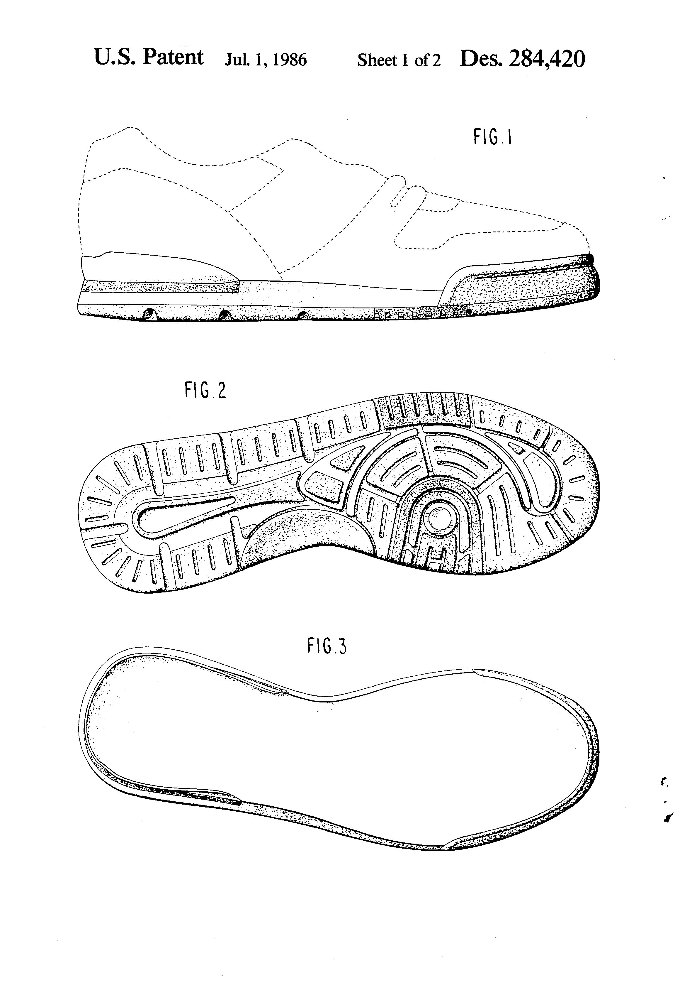 U.S. Patent Jul. 1, 1986 Sheet 1 of 2 Des. 284,420
FIG. 1
FIG. 2
FIG. 3